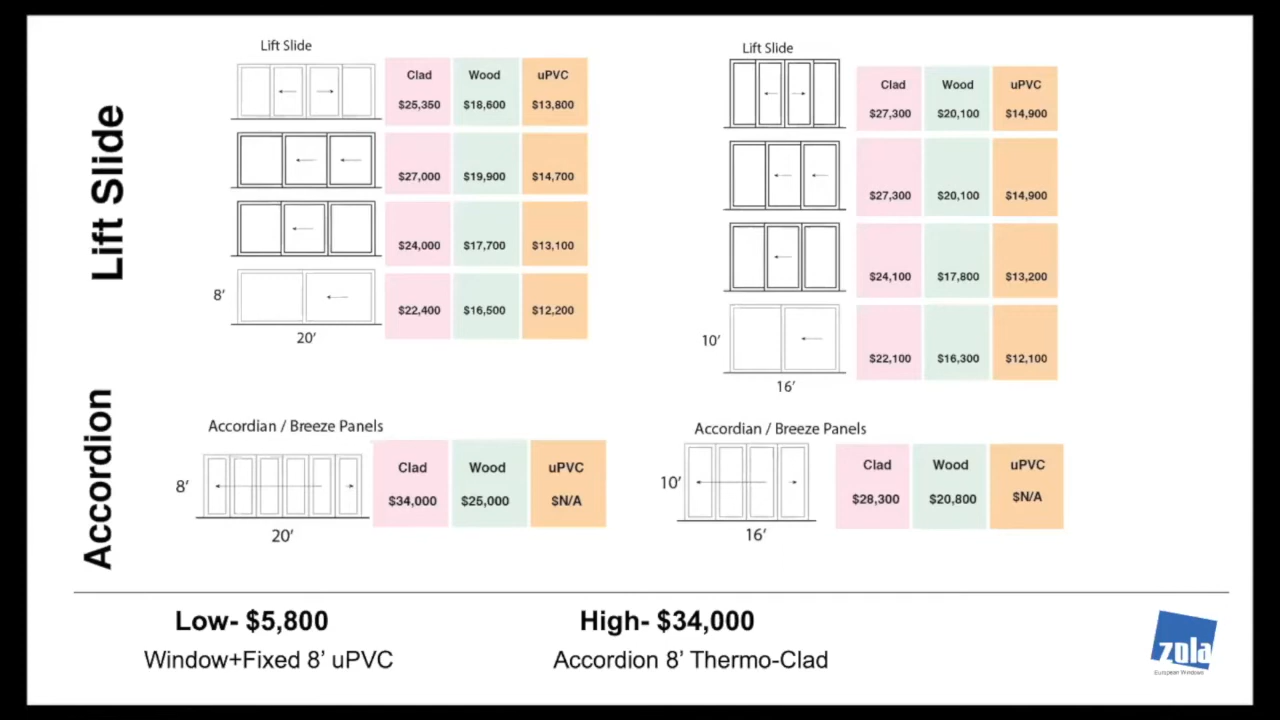 Lift Slide
Lift Slide
Clad Wood uPVC
$25,350 $18,600 $13,800
$27,000 $19,900 $14,700
$24,000 $17,700 $13,100
8’ $22,400 $16,500 $12,200
20’
Lift Slide
Clad Wood uPVC
$27,300 $20,100 $14,900
$27,300 $20,100 $14,900
$24,100 $17,800 $13,200
10’ $22,100 $16,300 $12,100
16’
Accordion
Accordian / Breeze Panels
Clad Wood uPVC
8’ $34,000 $25,000 $N/A
20’
Accordian / Breeze Panels
Clad Wood uPVC
10’ $28,300 $20,800 $N/A
16’
Low- $5,800
Window+Fixed 8’ uPVC
High- $34,000
Accordion 8’ Thermo-Clad
zola
European Windows